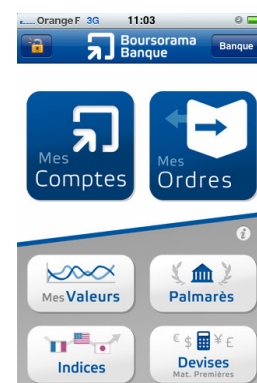 ..... Orange F 3G 11:03
Boursorama
Banque
Banque
Mes
Comptes
Mes
Ordres
i
Mes Valeurs
Palmarès
Indices
€ $ ¥ £
Devises
Mat. Premières